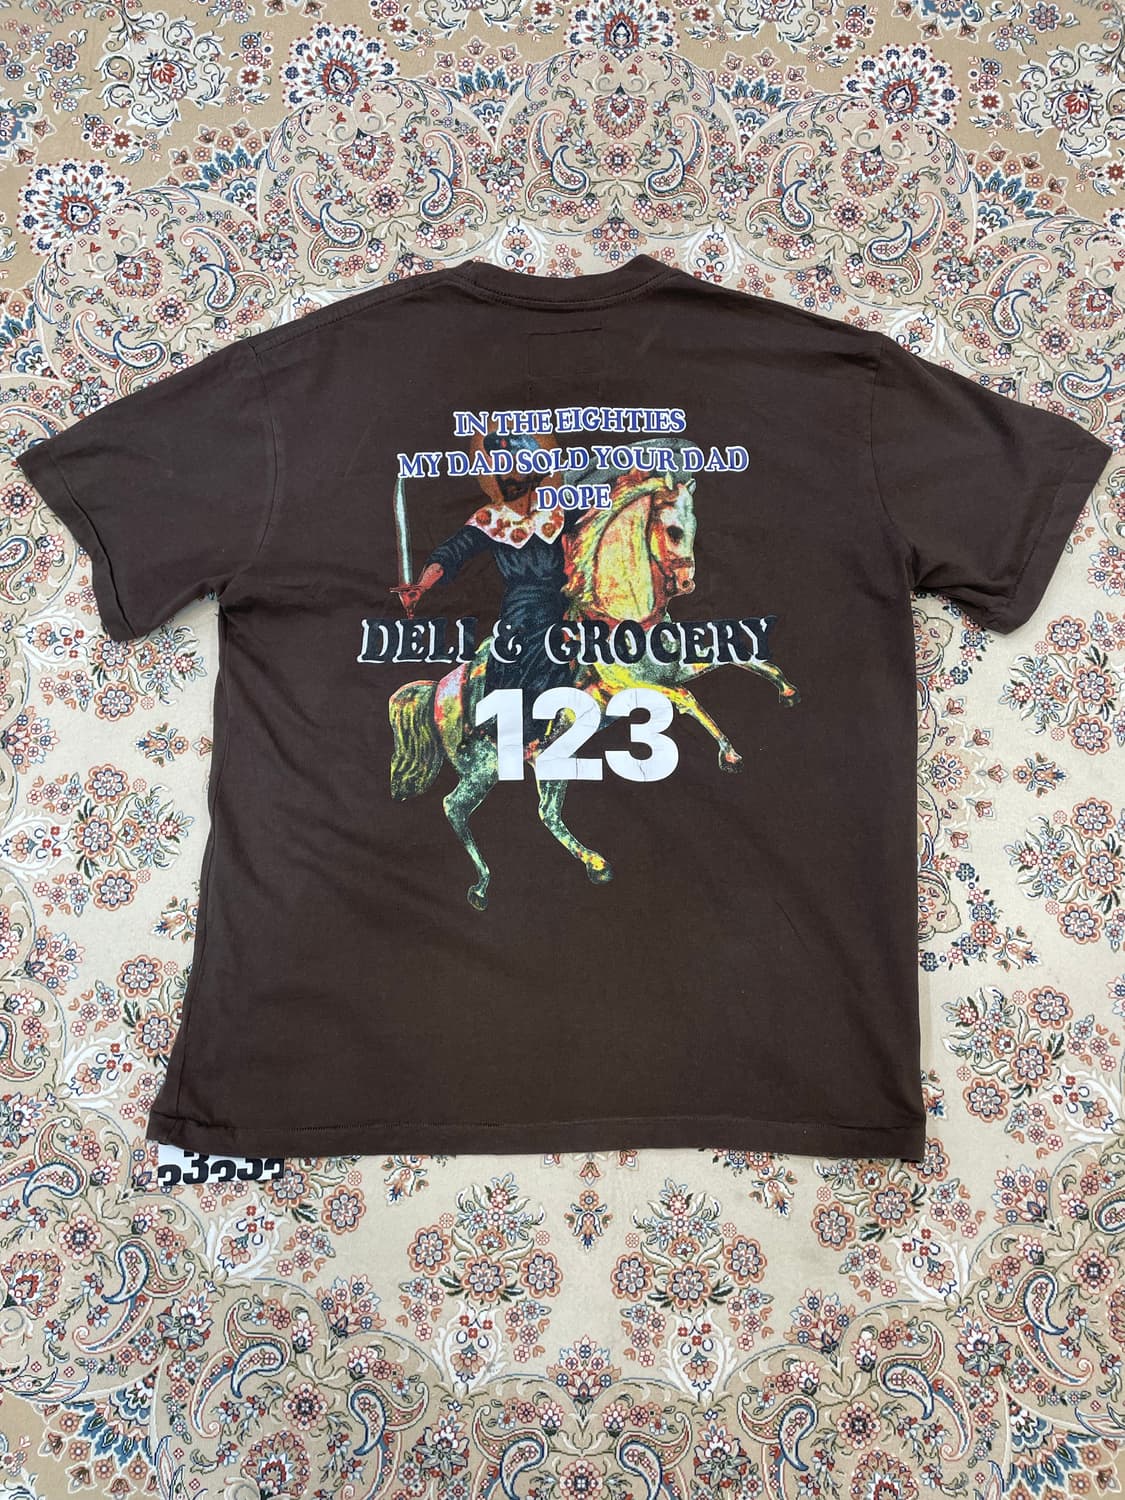 IN THE EIGHTIES
MY DAD SOLD YOUR DAD
DOPE
DELI & GROCERY
123